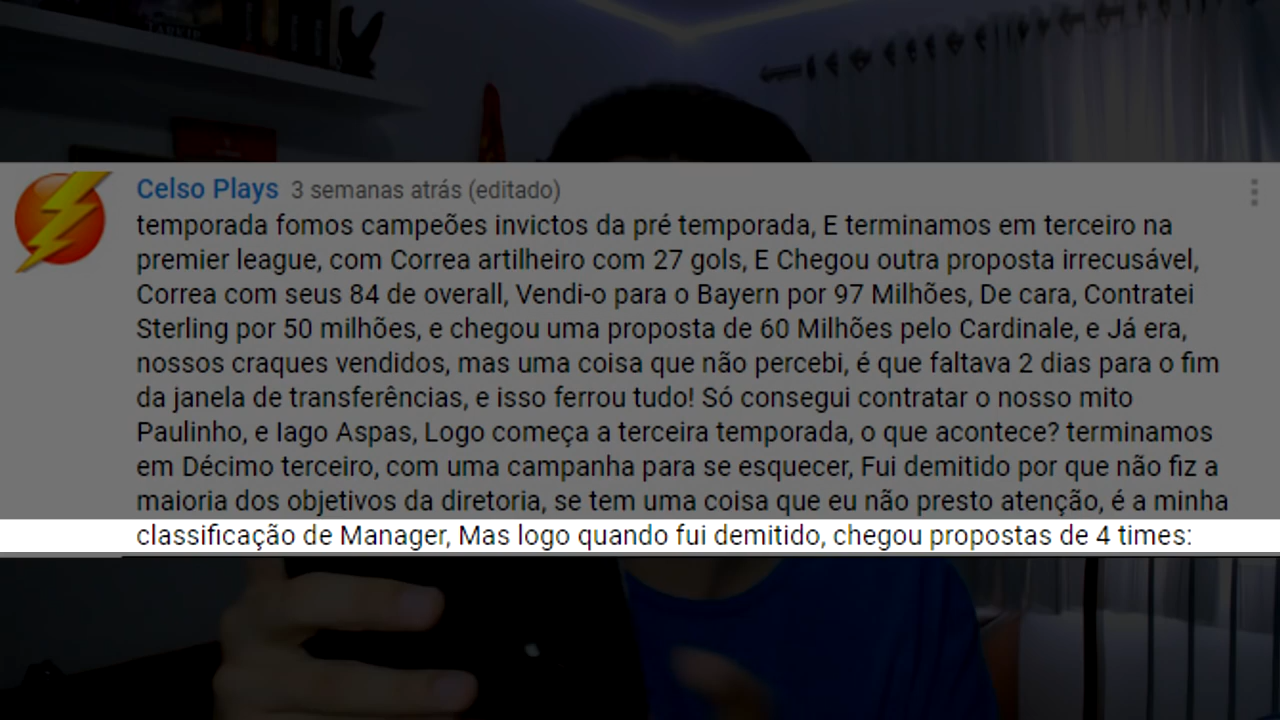 Celso Plays 3 semanas atrás (editado)
temporada fomos campeões invictos da pré temporada, E terminamos em terceiro na
premier league, com Correa artilheiro com 27 gols, E Chegou outra proposta irrecusável,
Correa com seus 84 de overall, Vendi-o para o Bayern por 97 Milhões, De cara, Contratei
Sterling por 50 milhões, e chegou uma proposta de 60 Milhões pelo Cardinale, e Já era,
nossos craques vendidos, mas uma coisa que não percebi, é que faltava 2 dias para o fim
da janela de transferências, e isso ferrou tudo! Só consegui contratar o nosso mito
Paulinho, e Iago Aspas, Logo começa a terceira temporada, o que acontece? terminamos
em Décimo terceiro, com uma campanha para se esquecer, Fui demitido por que não fiz a
maioria dos objetivos da diretoria, se tem uma coisa que eu não presto atenção, é a minha
classificação de Manager, Mas logo quando fui demitido, chegou propostas de 4 times: